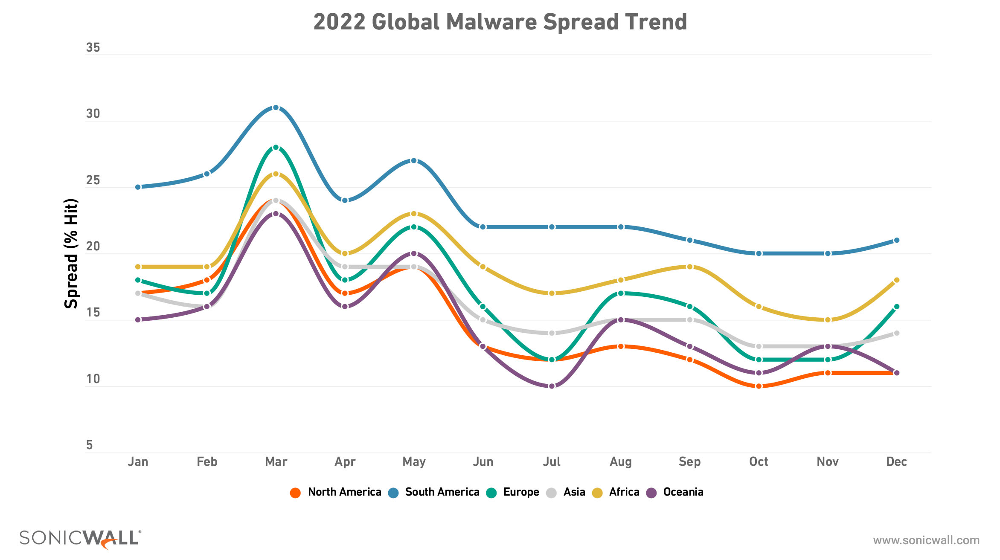 2022 Global Malware Spread Trend
35
30
25
20
15
10
5
Spread (% Hit)
Jan Feb Mar Apr May Jun Jul Aug Sep Oct Nov Dec
North America South America Europe Asia Africa Oceania
SONICWALL®
www.sonicwall.com